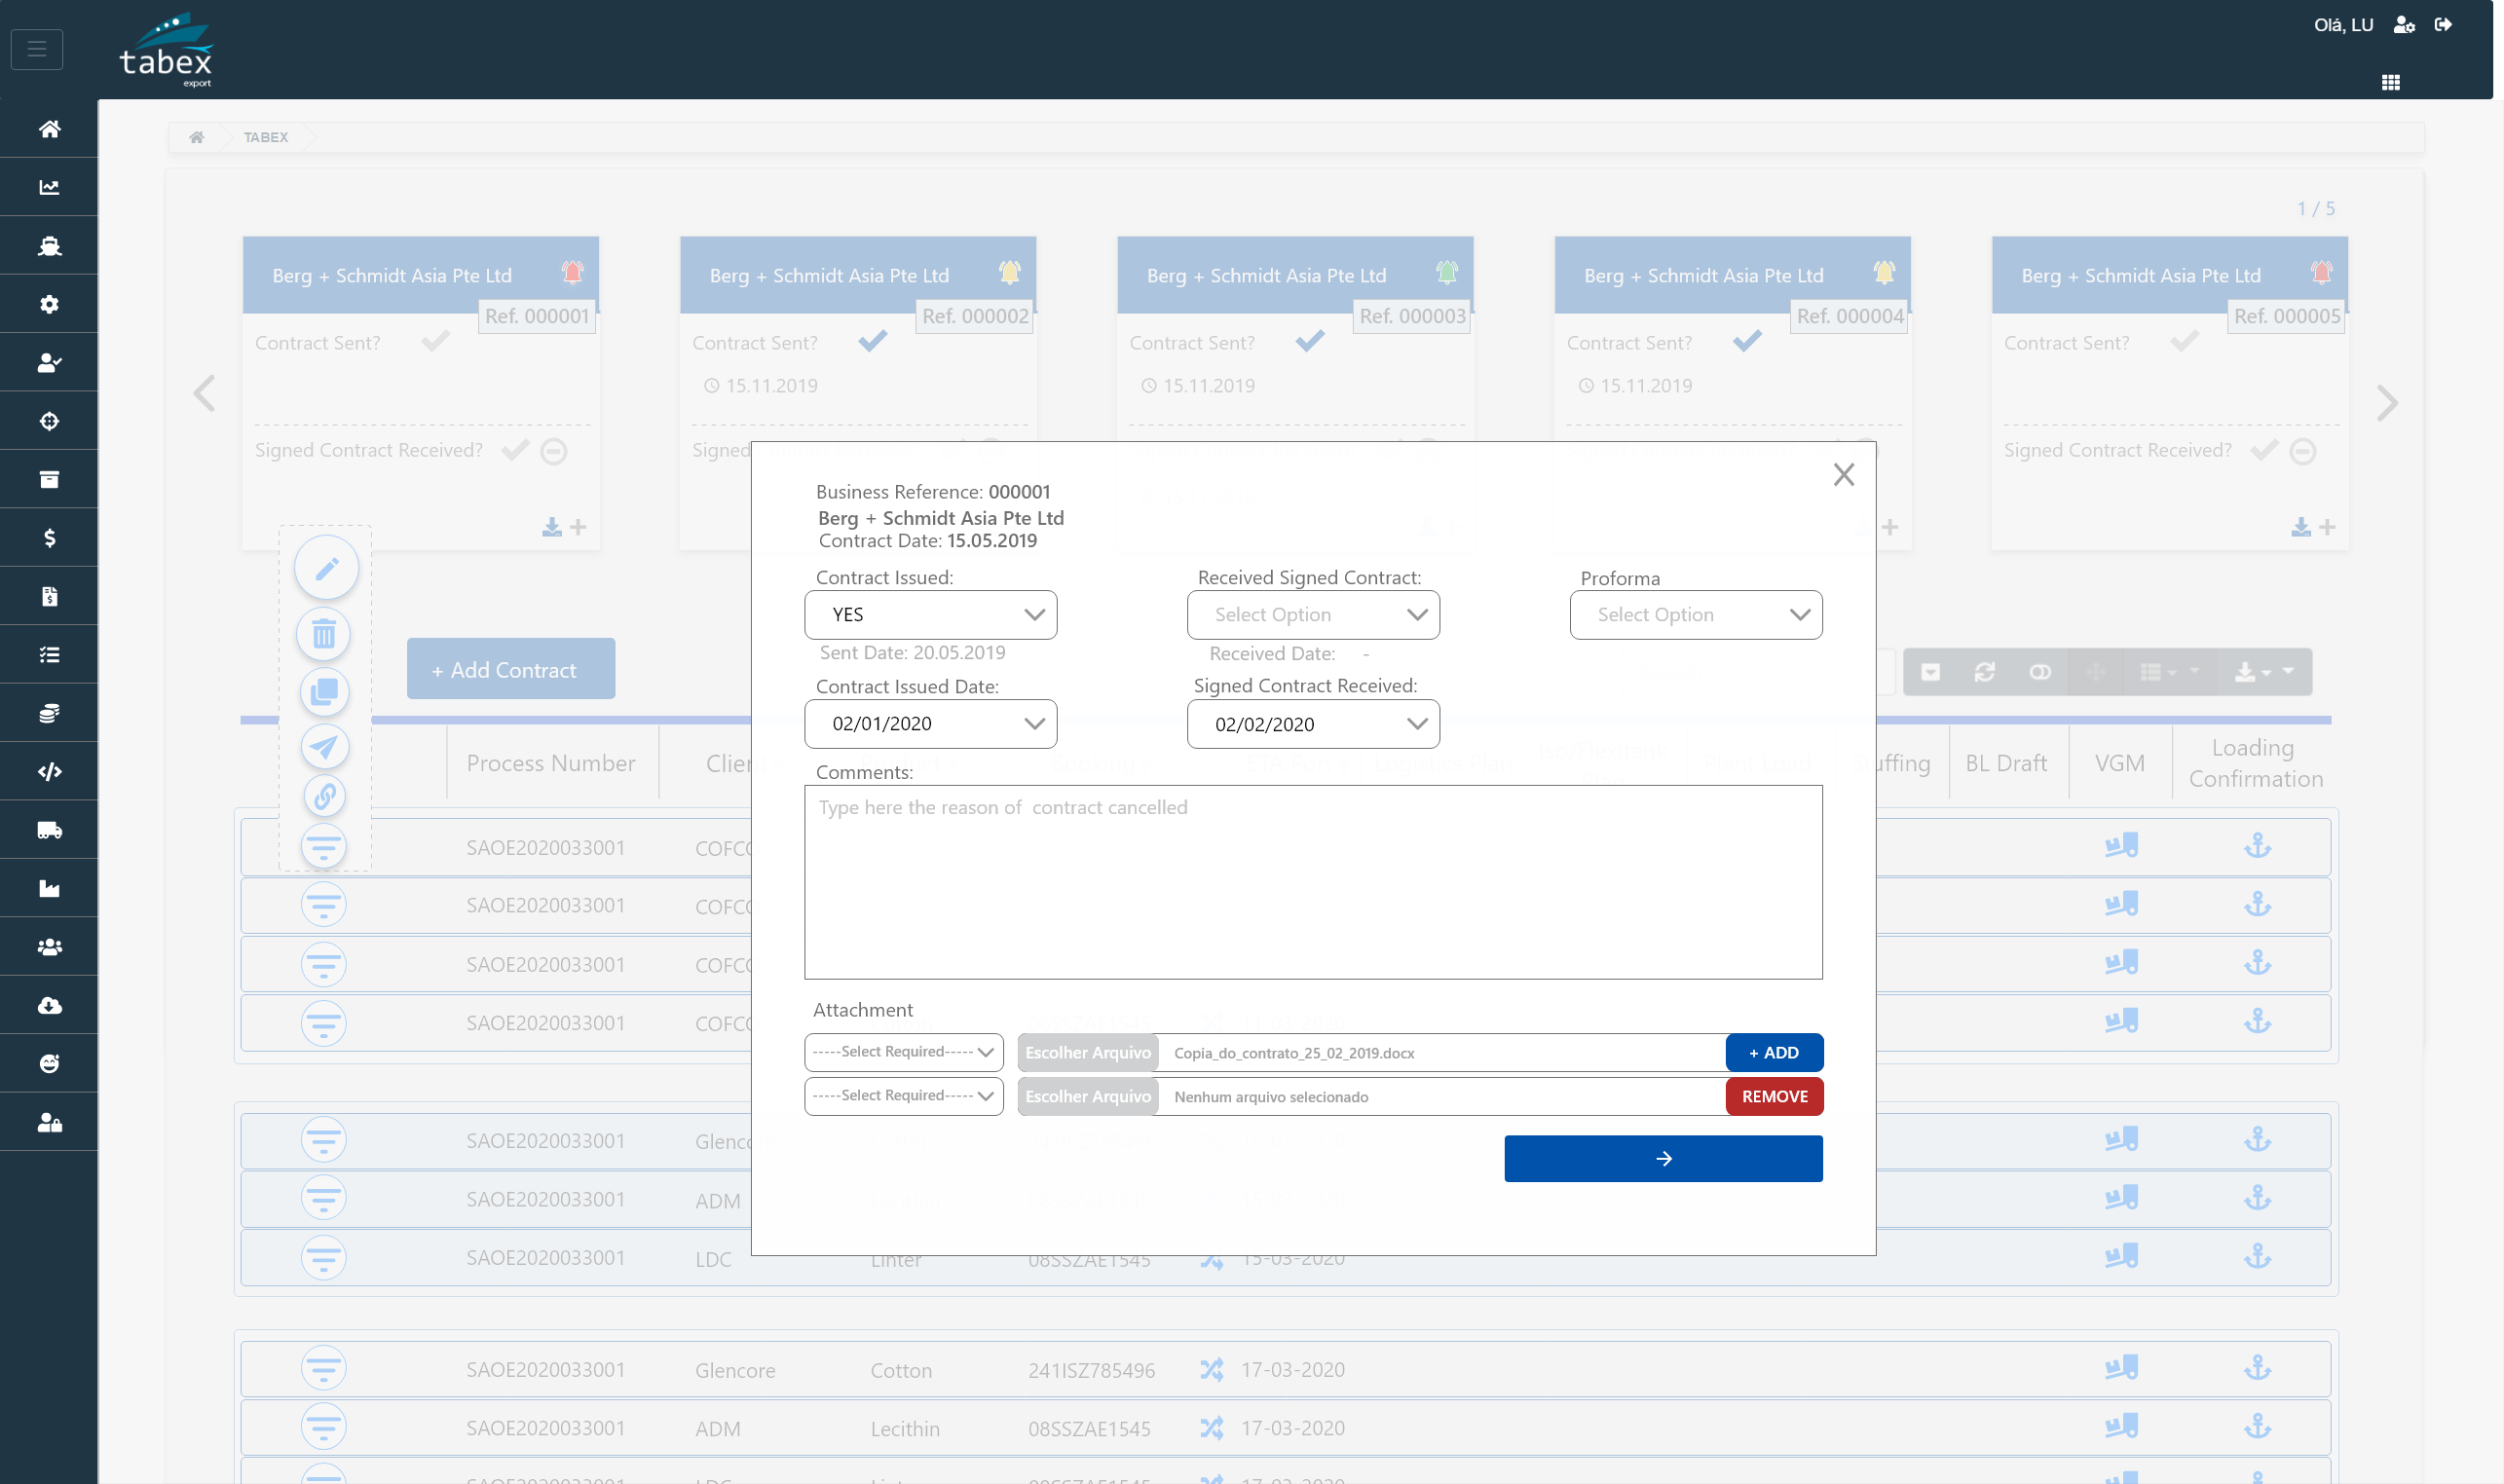 Olá, LU
tabex
export
TABEX
1 / 5
Berg + Schmidt Asia Pte Ltd
Ref. 000001
Contract Sent?
Signed Contract Received?
Berg + Schmidt Asia Pte Ltd
Ref. 000002
Contract Sent?
15.11.2019
Signed
Berg + Schmidt Asia Pte Ltd
Ref. 000003
Contract Sent?
15.11.2019
Berg + Schmidt Asia Pte Ltd
Ref. 000004
Contract Sent?
15.11.2019
Berg + Schmidt Asia Pte Ltd
Ref. 000005
Contract Sent?
Signed Contract Received?
+ Add Contract
Business Reference: 000001
Berg + Schmidt Asia Pte Ltd
Contract Date: 15.05.2019
Contract Issued:
YES
Sent Date: 20.05.2019
Received Signed Contract:
Select Option
Received Date: -
Proforma
Select Option
Contract Issued Date:
02/01/2020
Signed Contract Received:
02/02/2020
Comments:
Type here the reason of contract cancelled
Attachment
-----Select Required----- Escolher Arquivo Copia_do_contrato_25_02_2019.docx + ADD
-----Select Required----- Escolher Arquivo Nenhum arquivo selecionado REMOVE
Process Number Client BL Draft VGM Loading
Confirmation
SAOE2020033001 COFCO
SAOE2020033001 COFCO
SAOE2020033001 COFCO
SAOE2020033001 COFCO
SAOE2020033001 Glencore
SAOE2020033001 ADM
SAOE2020033001 LDC Linter 08SSZAE1545 15-03-2020
SAOE2020033001 Glencore Cotton 241ISZ785496 17-03-2020
SAOE2020033001 ADM Lecithin 08SSZAE1545 17-03-2020